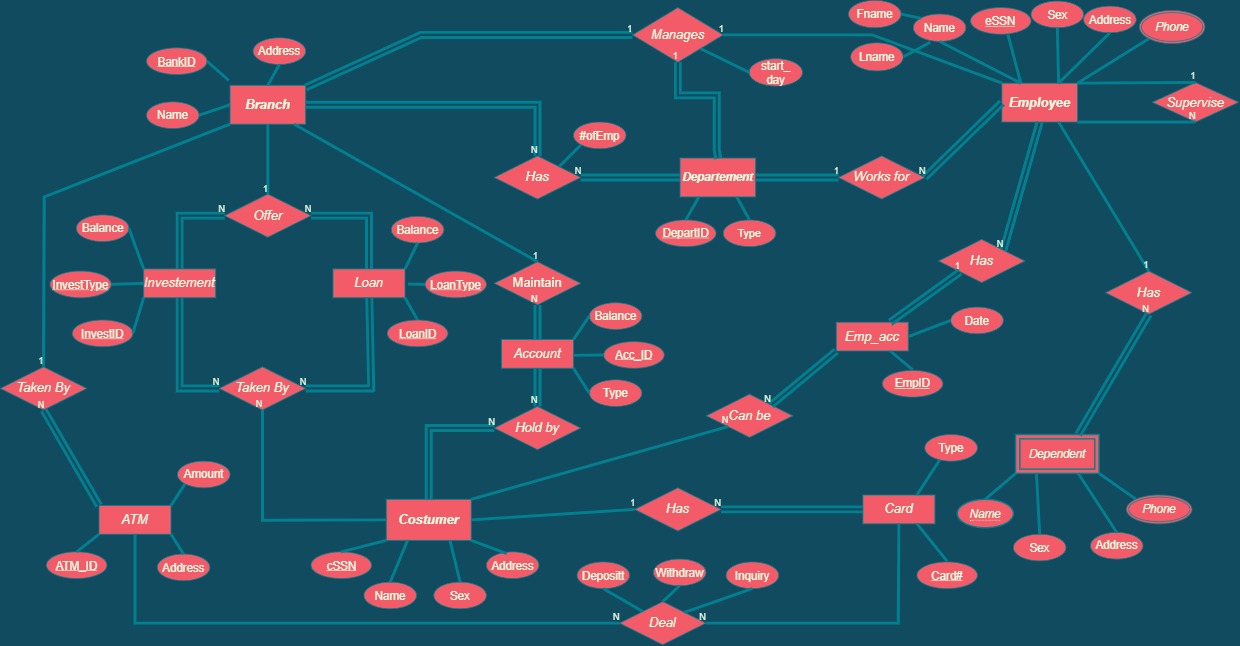 Fname
Name
eSSN
Sex
Address
Phone
Lname
1
Manages
1
1
start_
day
BankID
Address
Name
Branch
Employee
1
Supervise
N
#ofEmp
N
Has
N
Departement
1
Works for
N
DepartID
Type
1
N
Offer
N
Balance
InvestType
InvestID
Investement
Loan
Balance
LoanType
LoanID
1
Maintain
N
Account
Balance
Acc_ID
Type
N
Has
1
Emp_acc
Date
EmpID
1
Has
N
1
Taken By
N
N
Taken By
N
N
N
Hold by
N
N
Can be
N
Dependent
Name
Sex
Address
Phone
ATM
Amount
ATM_ID
Address
Costumer
cSSN
Name
Sex
Address
1
Has
N
Card
Type
Card#
Depositt
Withdraw
Inquiry
N
Deal
N